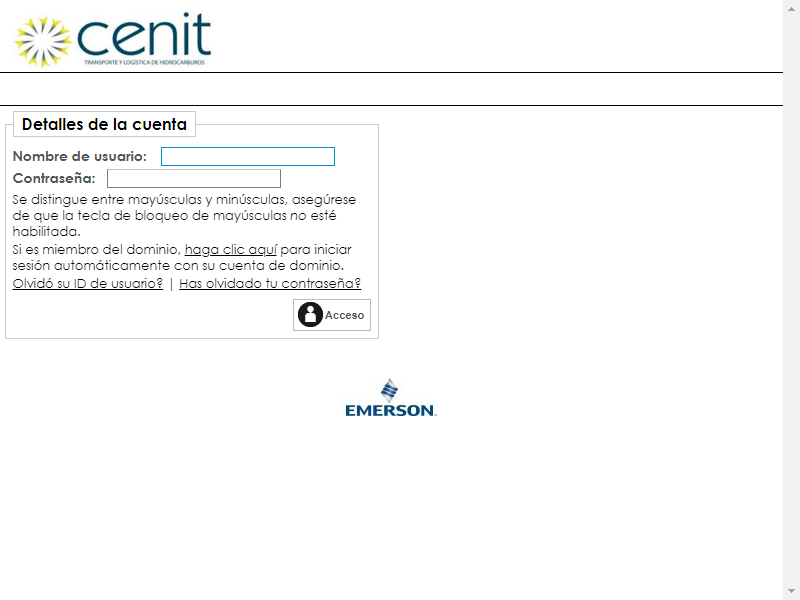 cenit
TRANSPORTE Y LOGÍSTICA DE HIDROCARBUROS
Detalles de la cuenta
Nombre de usuario:
Contraseña:
Se distingue entre mayúsculas y minúsculas, asegúrese
de que la tecla de bloqueo de mayúsculas no esté
habilitada.
Si es miembro del dominio, haga clic aquí para iniciar
sesión automáticamente con su cuenta de dominio.
Olvidó su ID de usuario? | Has olvidado tu contraseña?
Acceso
EMERSON